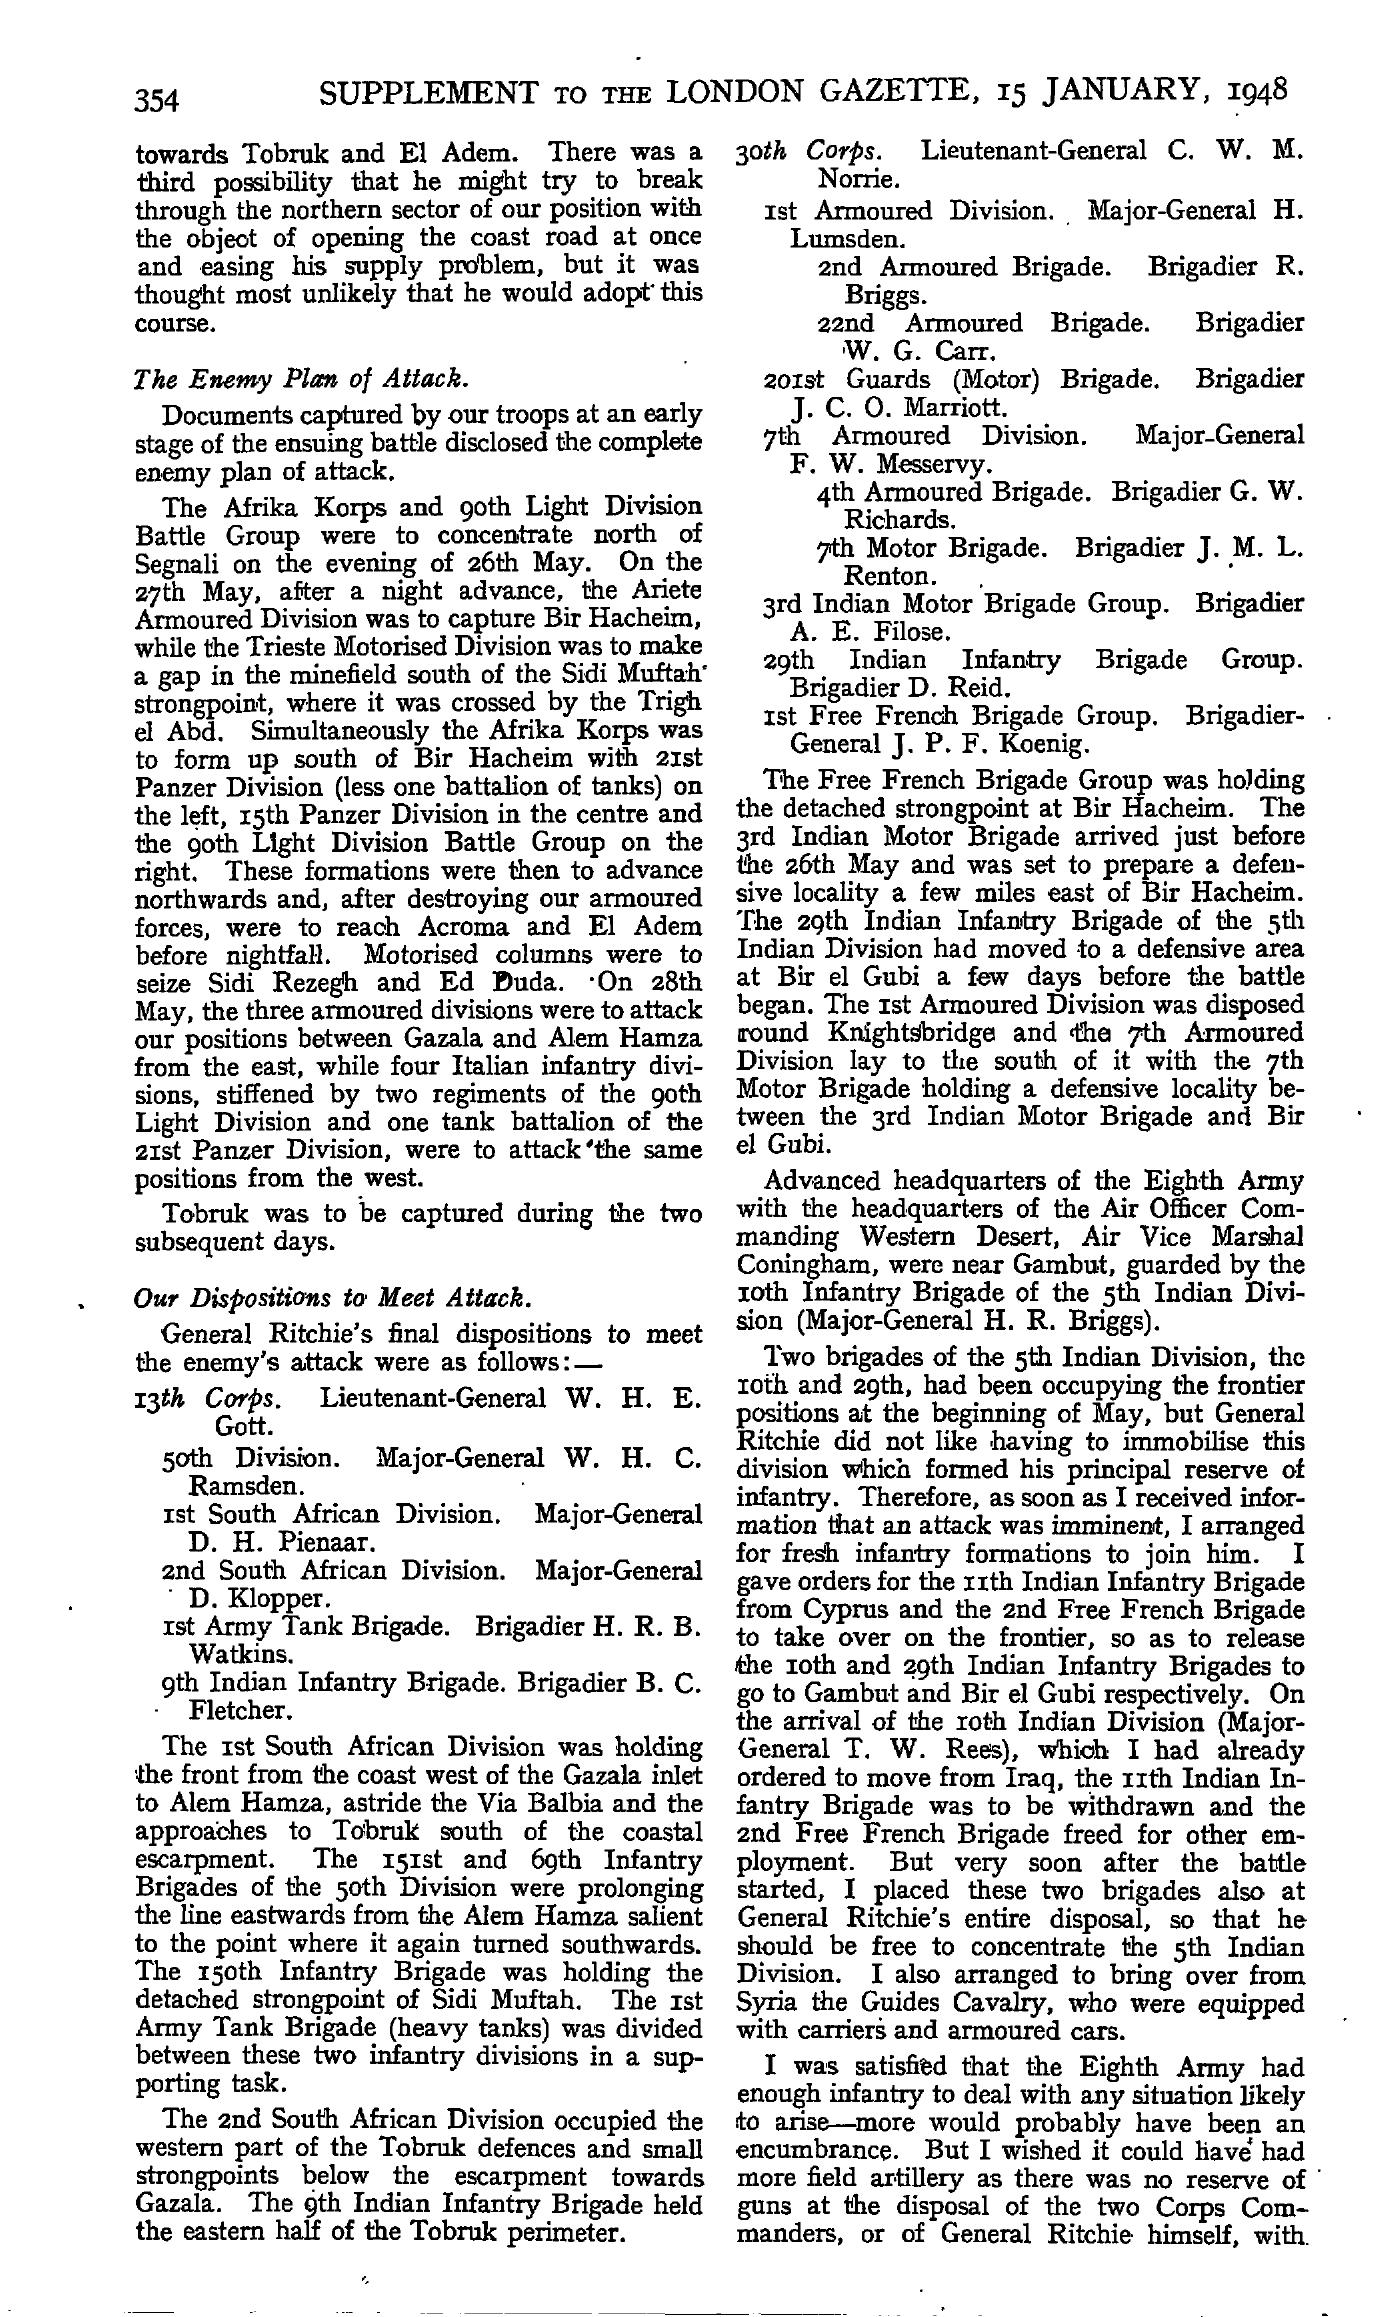 354 SUPPLEMENT TO THE LONDON GAZETTE, 15 JANUARY, 1948
towards Tobruk and El Adem. There was a
third possibility that he might try to break
through the northern sector of our position with
the object of opening the coast road at once
and easing his supply problem, but it was
thought most unlikely that he would adopt this
course.
The Enemy Plan of Attack.
Documents captured by our troops at an early
stage of the ensuing battle disclosed the complete
enemy plan of attack.
The Afrika Korps and 90th Light Division
Battle Group were to concentrate north of
Segnali on the evening of 26th May. On the
27th May, after a night advance, the Ariete
Armoured Division was to capture Bir Hacheim,
while the Trieste Motorised Division was to make
a gap in the minefield south of the Sidi Muftah
strongpoint, where it was crossed by the Trigh
el Abd. Simultaneously the Afrika Korps was
to form up south of Bir Hacheim with 21st
Panzer Division (less one battalion of tanks) on
the left, 15th Panzer Division in the centre and
the 90th Light Division Battle Group on the
right. These formations were then to advance
northwards and, after destroying our armoured
forces, were to reach Acroma and El Adem
before nightfall. Motorised columns were to
seize Sidi Rezegh and Ed Duda. On 28th
May, the three armoured divisions were to attack
our positions between Gazala and Alem Hamza
from the east, while four Italian infantry divi-
sions, stiffened by two regiments of the 90th
Light Division and one tank battalion of the
21st Panzer Division, were to attack the same
positions from the west.
Tobruk was to be captured during the two
subsequent days.
Our Dispositions to Meet Attack.
General Ritchie's final dispositions to meet
the enemy's attack were as follows:—
13th Corps. Lieutenant-General W. H. E.
Gott.
50th Division. Major-General W. H. C.
Ramsden.
1st South African Division. Major-General
D. H. Pienaar.
2nd South African Division. Major-General
D. Klopper.
1st Army Tank Brigade. Brigadier H. R. B.
Watkins.
9th Indian Infantry Brigade. Brigadier B. C.
Fletcher.
The 1st South African Division was holding
the front from the coast west of the Gazala inlet
to Alem Hamza, astride the Via Balbia and the
approaches to Tobruk south of the coastal
escarpment. The 151st and 69th Infantry
Brigades of the 50th Division were prolonging
the line eastwards from the Alem Hamza salient
to the point where it again turned southwards.
The 150th Infantry Brigade was holding the
detached strongpoint of Sidi Muftah. The 1st
Army Tank Brigade (heavy tanks) was divided
between these two infantry divisions in a sup-
porting task.
The 2nd South African Division occupied the
western part of the Tobruk defences and small
strongpoints below the escarpment towards
Gazala. The 9th Indian Infantry Brigade held
the eastern half of the Tobruk perimeter.
30th Corps. Lieutenant-General C. W. M.
Norrie.
1st Armoured Division. Major-General H.
Lumsden.
2nd Armoured Brigade. Brigadier R.
Briggs.
22nd Armoured Brigade. Brigadier
W. G. Carr.
201st Guards (Motor) Brigade. Brigadier
J. C. O. Marriott.
7th Armoured Division. Major-General
F. W. Messervy.
4th Armoured Brigade. Brigadier G. W.
Richards.
7th Motor Brigade. Brigadier J. M. L.
Renton.
3rd Indian Motor Brigade Group. Brigadier
A. E. Filose.
29th Indian Infantry Brigade Group.
Brigadier D. Reid.
1st Free French Brigade Group. Brigadier-
General J. P. F. Koenig.
The Free French Brigade Group was holding
the detached strongpoint at Bir Hacheim. The
3rd Indian Motor Brigade arrived just before
the 26th May and was set to prepare a defen-
sive locality a few miles east of Bir Hacheim.
The 29th Indian Infantry Brigade of the 5th
Indian Division had moved to a defensive area
at Bir el Gubi a few days before the battle
began. The 1st Armoured Division was disposed
round Knightsbridge and the 7th Armoured
Division lay to the south of it with the 7th
Motor Brigade holding a defensive locality be-
tween the 3rd Indian Motor Brigade and Bir
el Gubi.
Advanced headquarters of the Eighth Army
with the headquarters of the Air Officer Com-
manding Western Desert, Air Vice Marshal
Coningham, were near Gambut, guarded by the
10th Infantry Brigade of the 5th Indian Divi-
sion (Major-General H. R. Briggs).
Two brigades of the 5th Indian Division, the
10th and 29th, had been occupying the frontier
positions at the beginning of May, but General
Ritchie did not like having to immobilise this
division which formed his principal reserve of
infantry. Therefore, as soon as I received infor-
mation that an attack was imminent, I arranged
for fresh infantry formations to join him. I
gave orders for the 11th Indian Infantry Brigade
from Cyprus and the 2nd Free French Brigade
to take over on the frontier, so as to release
the 10th and 29th Indian Infantry Brigades to
go to Gambut and Bir el Gubi respectively. On
the arrival of the 10th Indian Division (Major-
General T. W. Rees), which I had already
ordered to move from Iraq, the 11th Indian In-
fantry Brigade was to be withdrawn and the
2nd Free French Brigade freed for other em-
ployment. But very soon after the battle
started, I placed these two brigades also at
General Ritchie's entire disposal, so that he
should be free to concentrate the 5th Indian
Division. I also arranged to bring over from
Syria the Guides Cavalry, who were equipped
with carriers and armoured cars.
I was satisfied that the Eighth Army had
enough infantry to deal with any situation likely
to arise—more would probably have been an
encumbrance. But I wished it could have had
more field artillery as there was no reserve of
guns at the disposal of the two Corps Com-
manders, or of General Ritchie himself, with